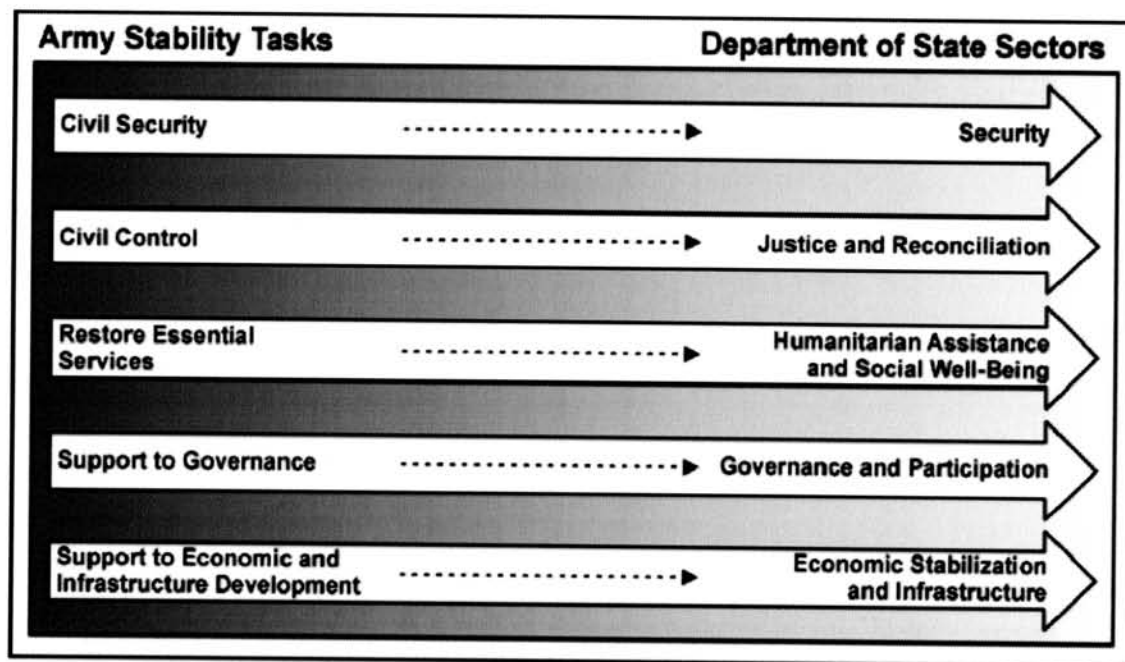 Army Stability Tasks
Department of State Sectors
Civil Security
Security
Civil Control
Justice and Reconciliation
Restore Essential
Services
Humanitarian Assistance
and Social Well-Being
Support to Governance
Governance and Participation
Support to Economic and
Infrastructure Development
Economic Stabilization
and Infrastructure